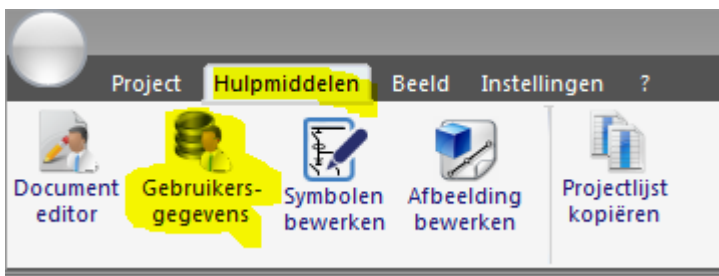 Project Hulpmiddelen Beeld Instellingen ?
Document editor
Gebruikers-
gegevens
Symbolen
bewerken
Afbeelding
bewerken
Projectlijst
kopiëren